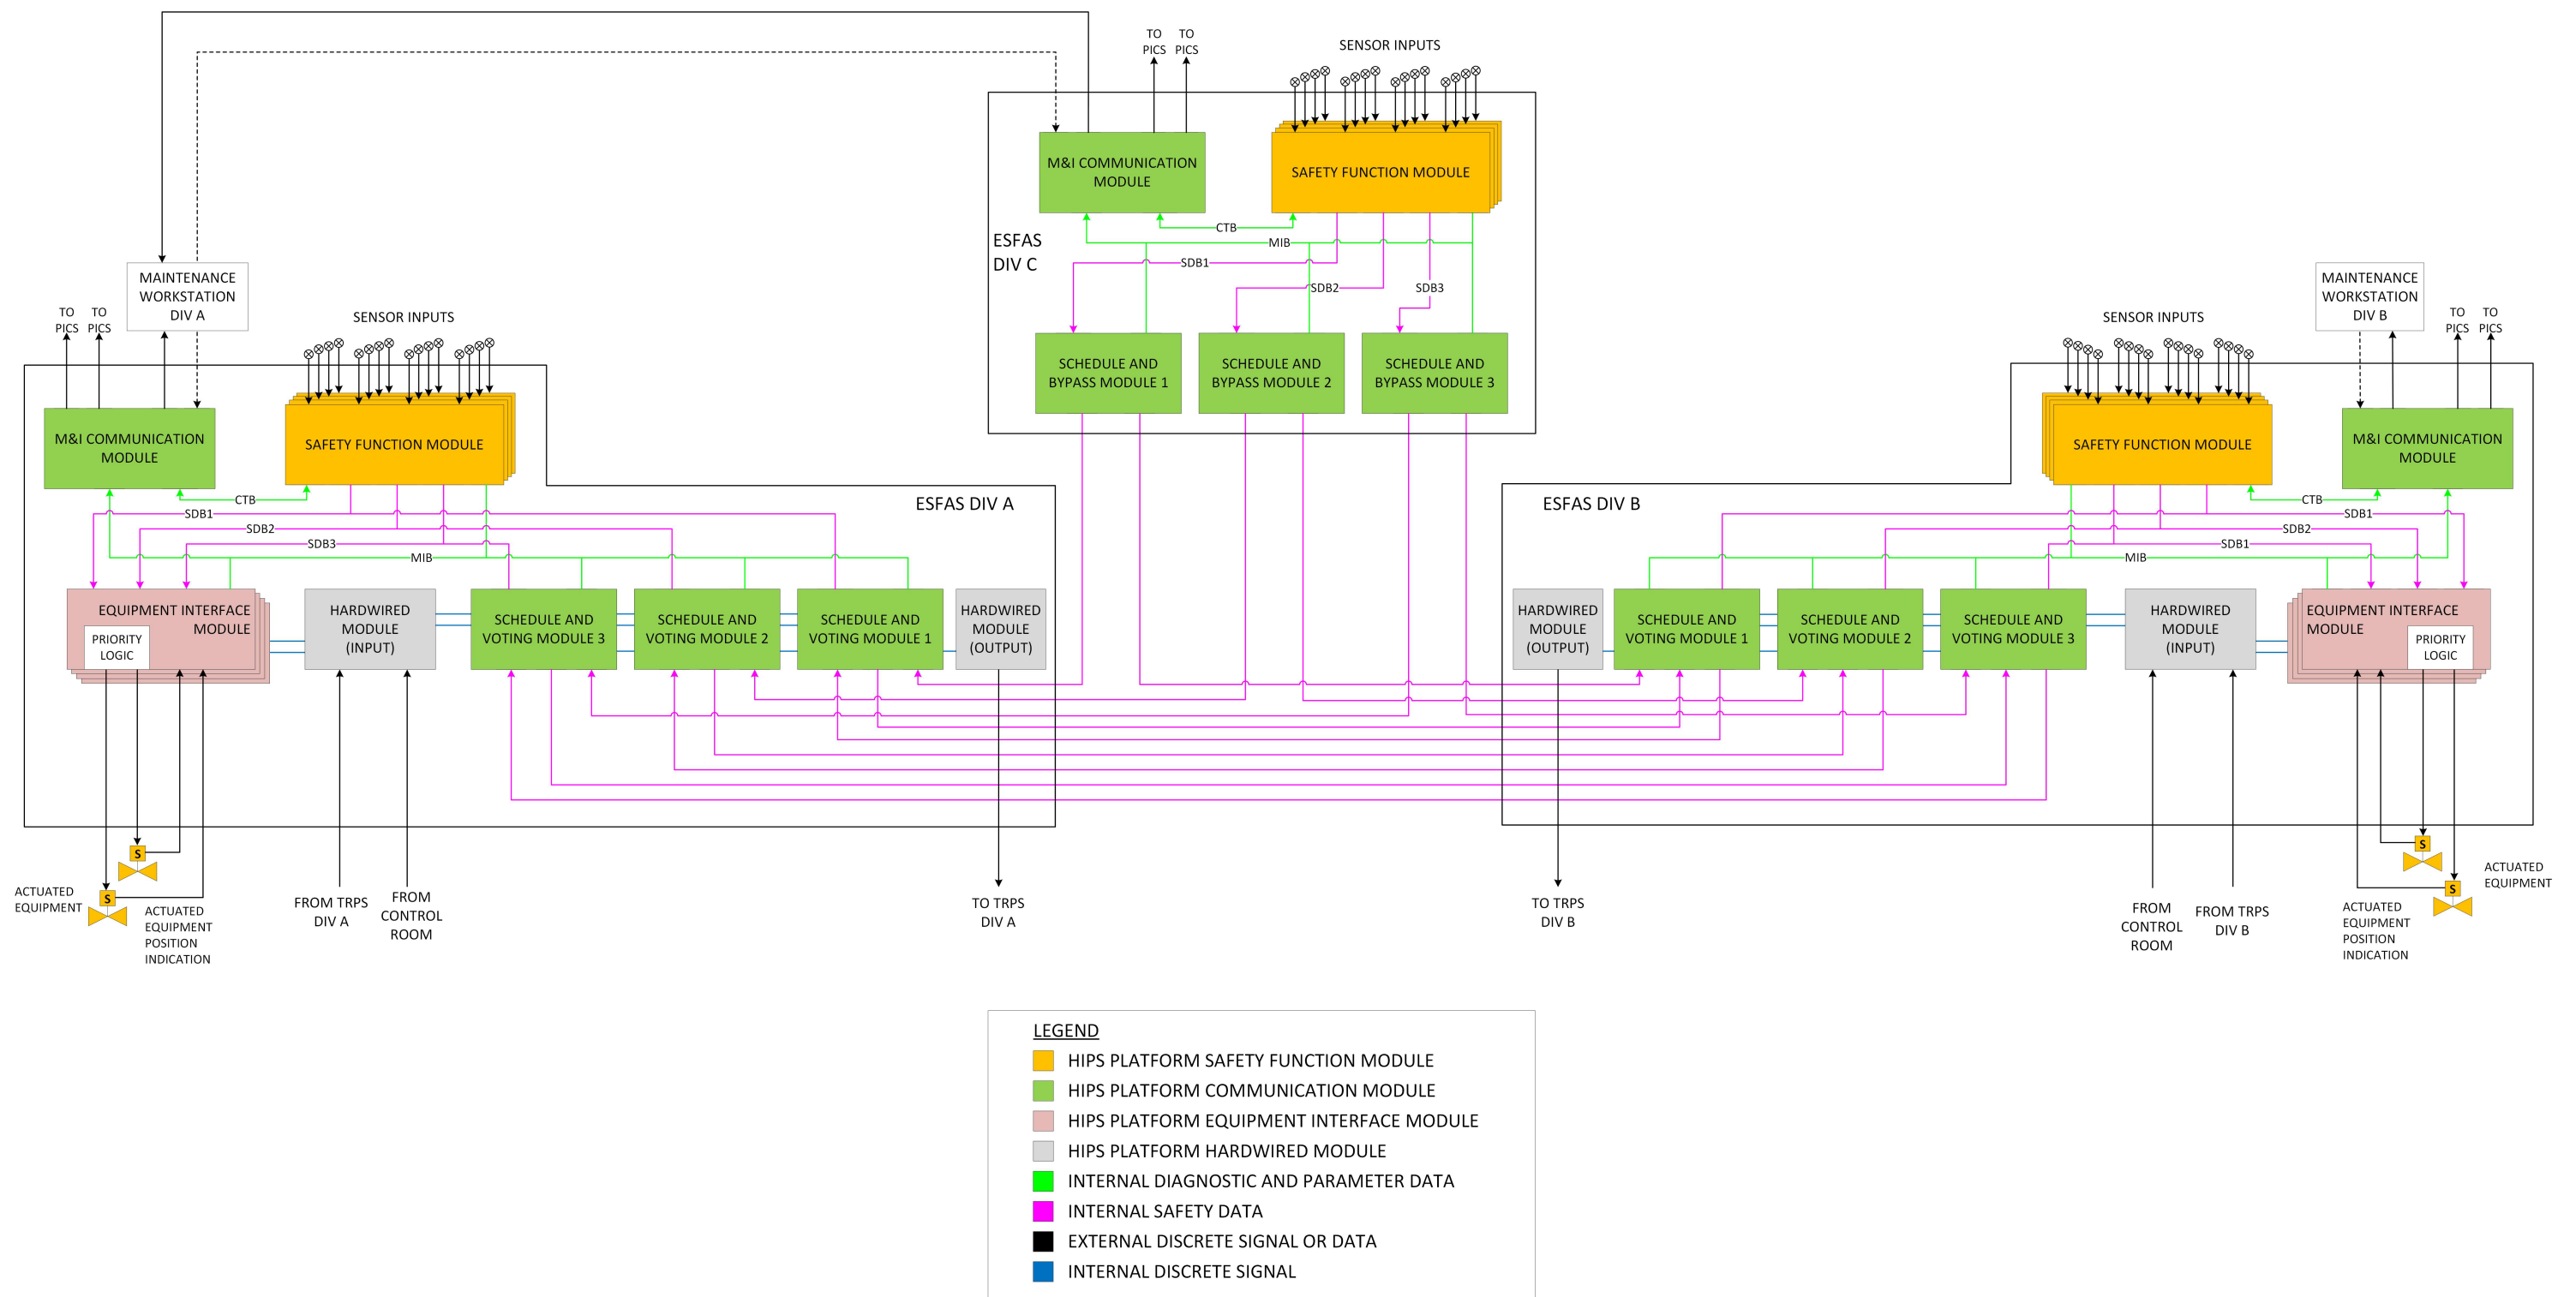 TO
PICS
TO
PICS
SENSOR INPUTS
M&I COMMUNICATION
MODULE
SAFETY FUNCTION MODULE
CTB
MIB
ESFAS
DIV C
SDB1
SDB2
SDB3
SCHEDULE AND
BYPASS MODULE 1
SCHEDULE AND
BYPASS MODULE 2
SCHEDULE AND
BYPASS MODULE 3
MAINTENANCE
WORKSTATION
DIV A
TO
PICS
TO
PICS
SENSOR INPUTS
M&I COMMUNICATION
MODULE
SAFETY FUNCTION MODULE
ESFAS DIV A
CTB
SDB1
SDB2
SDB3
MIB
EQUIPMENT INTERFACE
MODULE
PRIORITY
LOGIC
HARDWIRED
MODULE
(INPUT)
SCHEDULE AND
VOTING MODULE 3
SCHEDULE AND
VOTING MODULE 2
SCHEDULE AND
VOTING MODULE 1
HARDWIRED
MODULE
(OUTPUT)
S
S
ACTUATED
EQUIPMENT
ACTUATED
EQUIPMENT
POSITION
INDICATION
FROM TRPS
DIV A
FROM
CONTROL
ROOM
TO TRPS
DIV A
MAINTENANCE
WORKSTATION
DIV B
TO
PICS
TO
PICS
SENSOR INPUTS
SAFETY FUNCTION MODULE
M&I COMMUNICATION
MODULE
ESFAS DIV B
CTB
SDB1
SDB2
SDB1
MIB
HARDWIRED
MODULE
(OUTPUT)
SCHEDULE AND
VOTING MODULE 1
SCHEDULE AND
VOTING MODULE 2
SCHEDULE AND
VOTING MODULE 3
HARDWIRED
MODULE
(INPUT)
EQUIPMENT INTERFACE
MODULE
PRIORITY
LOGIC
S
S
TO TRPS
DIV B
FROM
CONTROL
ROOM
FROM TRPS
DIV B
ACTUATED
EQUIPMENT
POSITION
INDICATION
ACTUATED
EQUIPMENT
LEGEND
HIPS PLATFORM SAFETY FUNCTION MODULE
HIPS PLATFORM COMMUNICATION MODULE
HIPS PLATFORM EQUIPMENT INTERFACE MODULE
HIPS PLATFORM HARDWIRED MODULE
INTERNAL DIAGNOSTIC AND PARAMETER DATA
INTERNAL SAFETY DATA
EXTERNAL DISCRETE SIGNAL OR DATA
INTERNAL DISCRETE SIGNAL